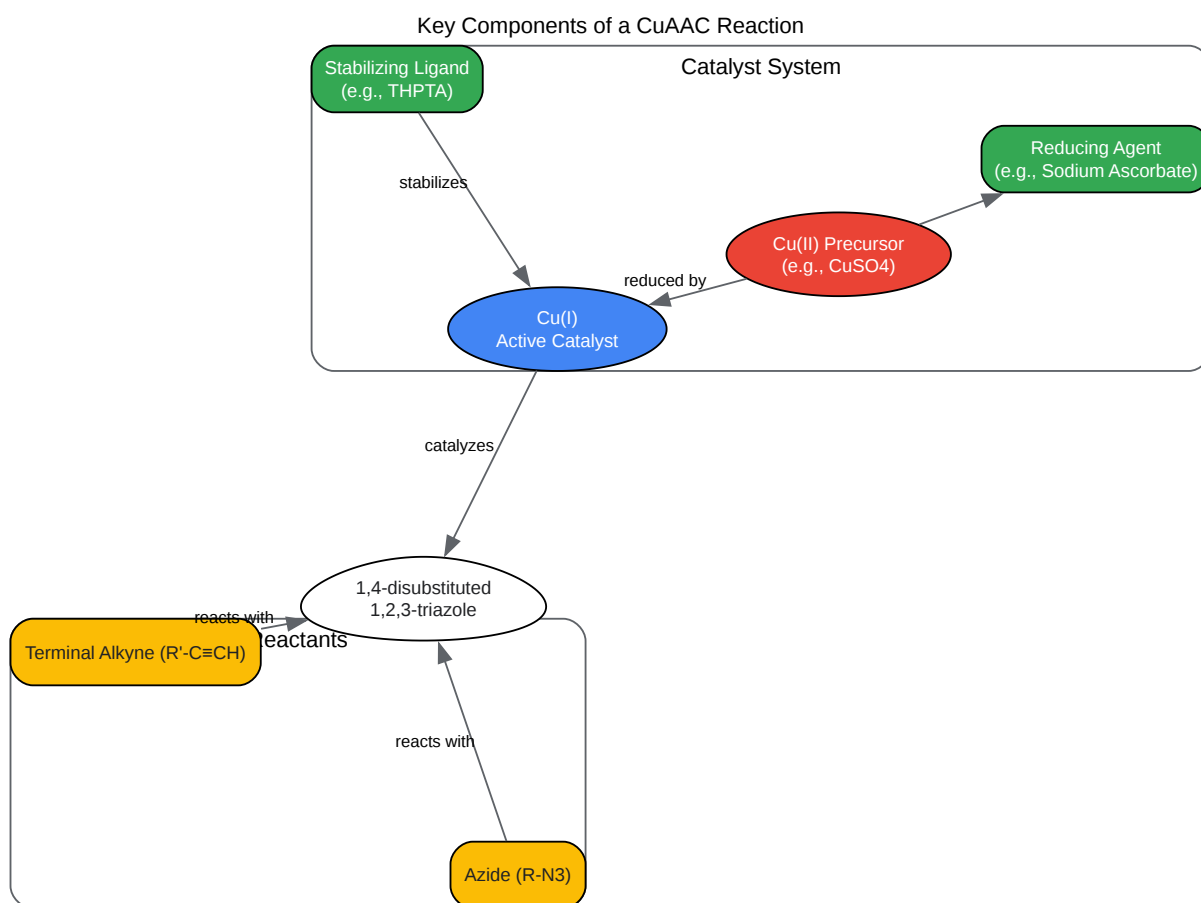 Key Components of a CuAAC Reaction
Catalyst System
Stabilizing Ligand
(e.g., THPTA)
Reducing Agent
(e.g., Sodium Ascorbate)
stabilizes
Cu(II) Precursor
(e.g., CuSO4)
reduced by
Cu(I)
Active Catalyst
catalyzes
1,4-disubstituted
1,2,3-triazole
reacts with
eactants
Terminal Alkyne (R'-C≡CH)
reacts with
Azide (R-N3)